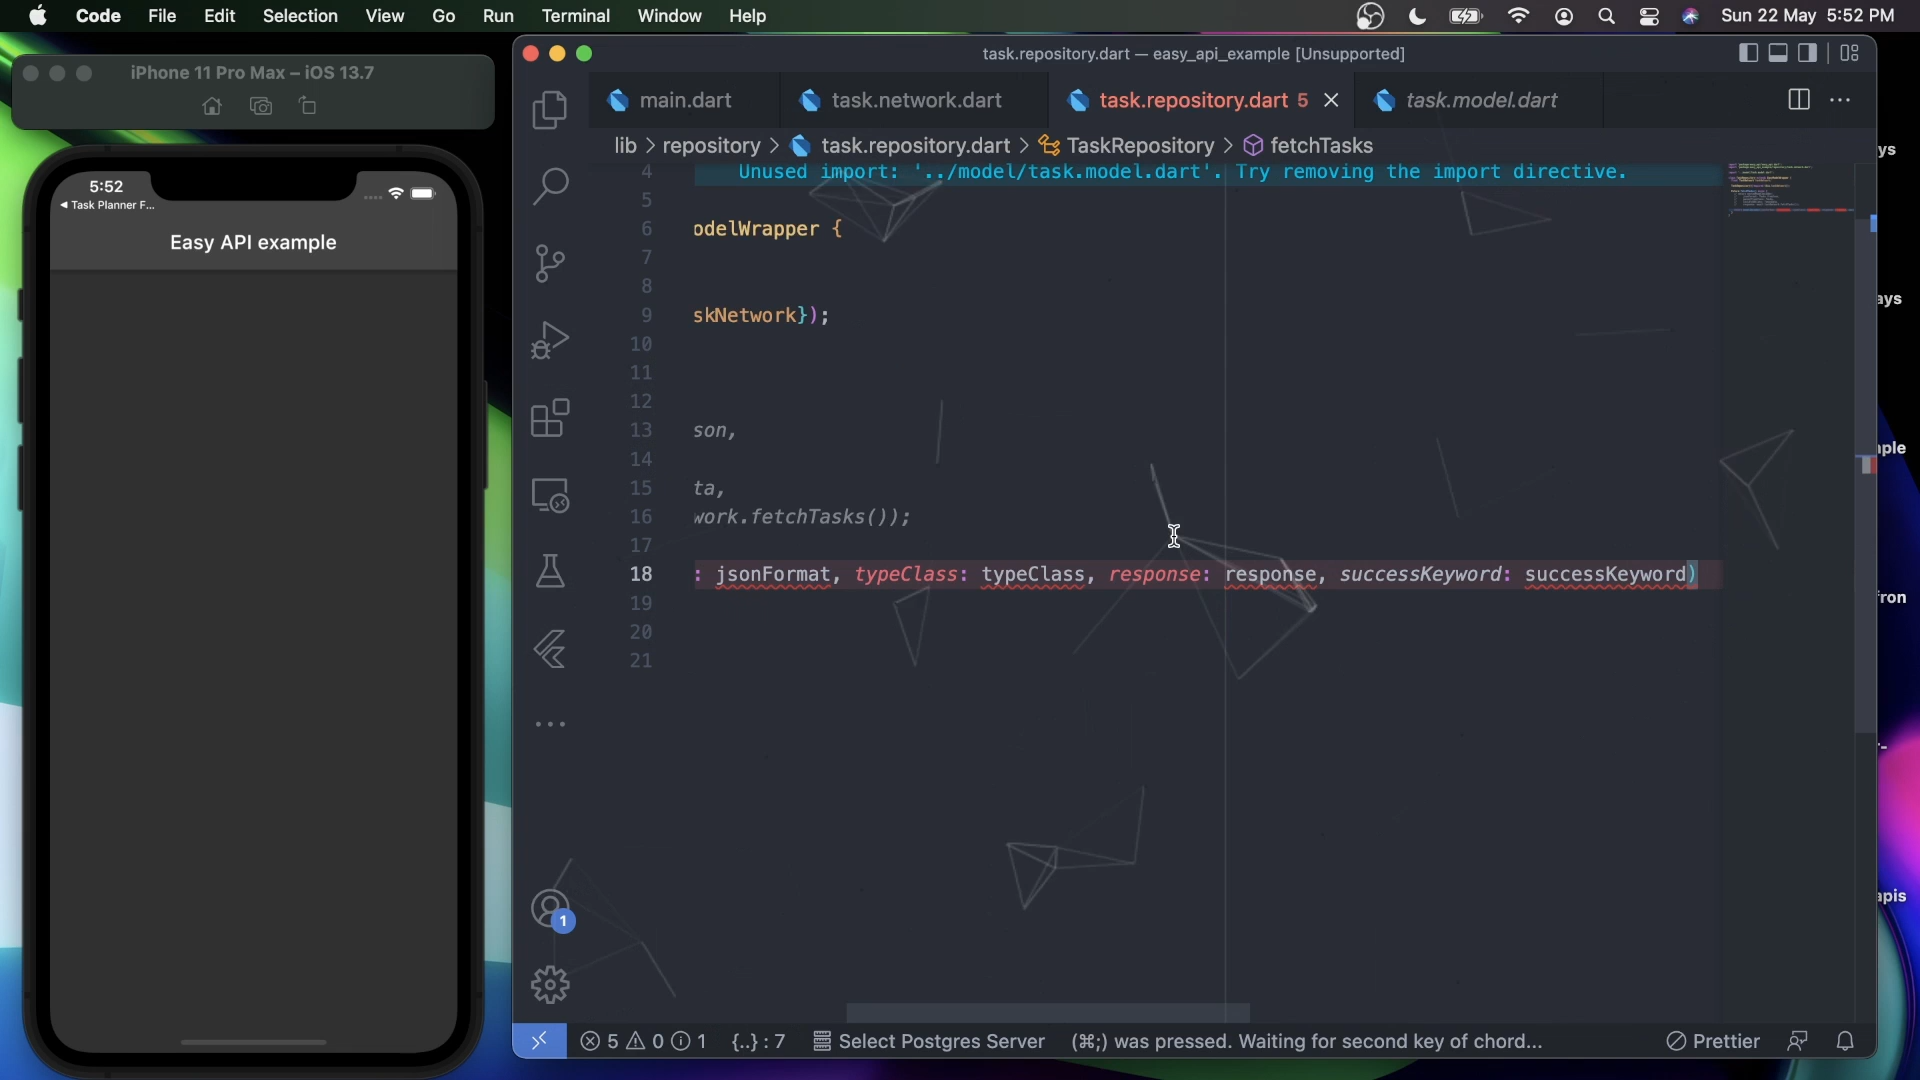 Code File Edit Selection View Go Run Terminal Window Help Sun 22 May 5:52 PM
iPhone 11 Pro Max – iOS 13.7
5:52
◀ Task Planner F...
Easy API example
task.repository.dart — easy_api_example [Unsupported]
main.dart task.network.dart task.repository.dart 5 task.model.dart
lib > repository > task.repository.dart > TaskRepository > fetchTasks
4 Unused import: '../model/task.model.dart'. Try removing the import directive.
5
6 odelWrapper {
7
8
9 skNetwork});
10
11
12
13 son,
14
15 ta,
16 work.fetchTasks());
17
18 : jsonFormat, typeClass: typeClass, response: response, successKeyword: successKeyword)
19
20
21
1
5 0 1 {..} : 7 Select Postgres Server (⌘;) was pressed. Waiting for second key of chord... Prettier
ys
ays
ple
ron
r-
apis